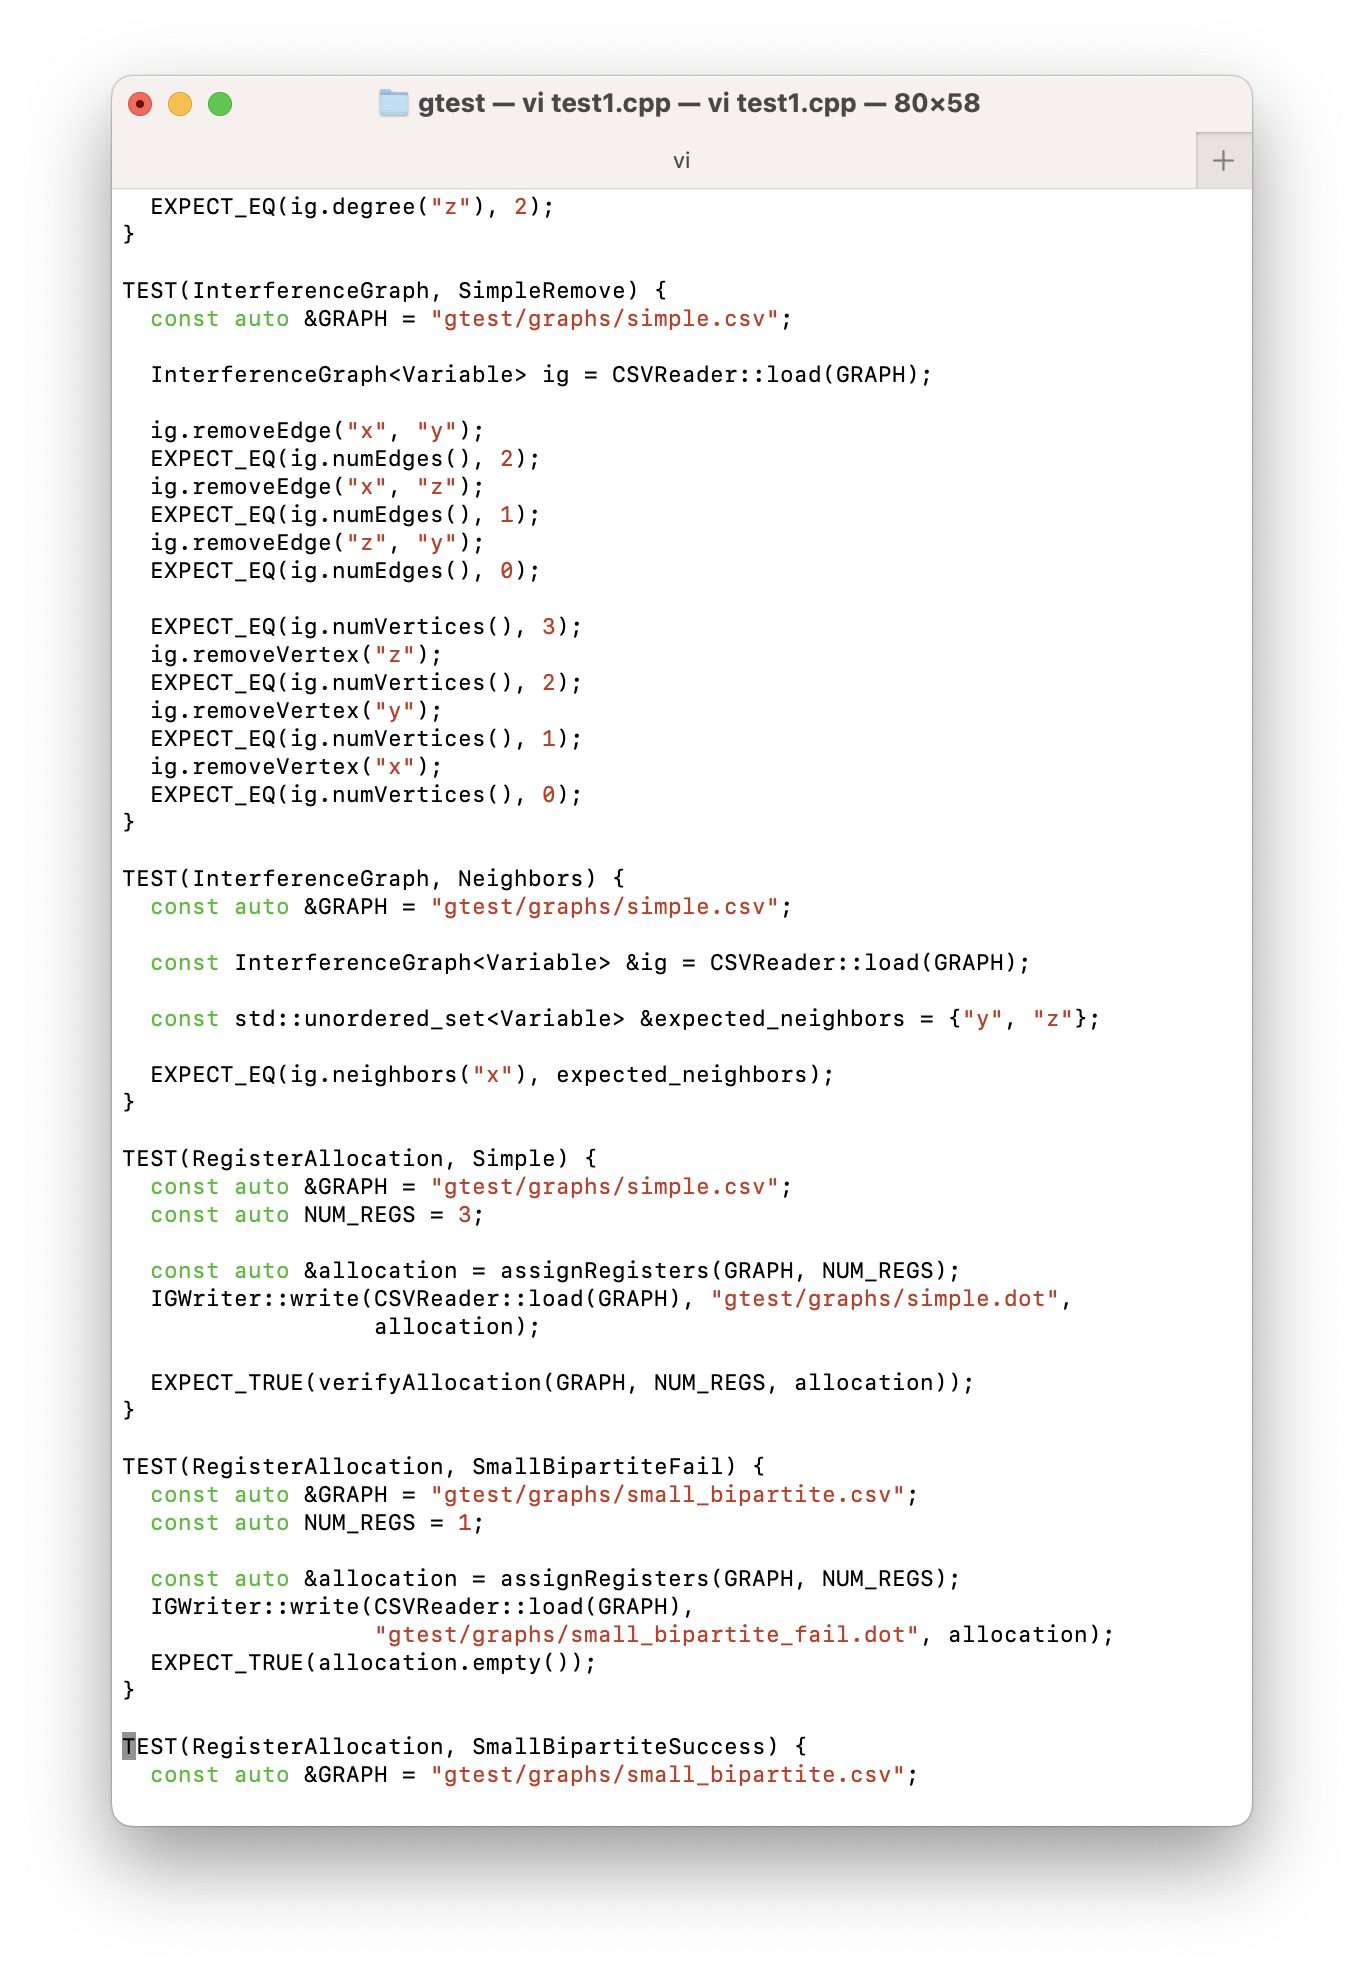 gtest — vi test1.cpp — vi test1.cpp — 80×58
vi
  EXPECT_EQ(ig.degree("z"), 2);
}

TEST(InterferenceGraph, SimpleRemove) {
  const auto &GRAPH = "gtest/graphs/simple.csv";

  InterferenceGraph<Variable> ig = CSVReader::load(GRAPH);

  ig.removeEdge("x", "y");
  EXPECT_EQ(ig.numEdges(), 2);
  ig.removeEdge("x", "z");
  EXPECT_EQ(ig.numEdges(), 1);
  ig.removeEdge("z", "y");
  EXPECT_EQ(ig.numEdges(), 0);

  EXPECT_EQ(ig.numVertices(), 3);
  ig.removeVertex("z");
  EXPECT_EQ(ig.numVertices(), 2);
  ig.removeVertex("y");
  EXPECT_EQ(ig.numVertices(), 1);
  ig.removeVertex("x");
  EXPECT_EQ(ig.numVertices(), 0);
}

TEST(InterferenceGraph, Neighbors) {
  const auto &GRAPH = "gtest/graphs/simple.csv";

  const InterferenceGraph<Variable> &ig = CSVReader::load(GRAPH);

  const std::unordered_set<Variable> &expected_neighbors = {"y", "z"};

  EXPECT_EQ(ig.neighbors("x"), expected_neighbors);
}

TEST(RegisterAllocation, Simple) {
  const auto &GRAPH = "gtest/graphs/simple.csv";
  const auto NUM_REGS = 3;

  const auto &allocation = assignRegisters(GRAPH, NUM_REGS);
  IGWriter::write(CSVReader::load(GRAPH), "gtest/graphs/simple.dot",
                  allocation);

  EXPECT_TRUE(verifyAllocation(GRAPH, NUM_REGS, allocation));
}

TEST(RegisterAllocation, SmallBipartiteFail) {
  const auto &GRAPH = "gtest/graphs/small_bipartite.csv";
  const auto NUM_REGS = 1;

  const auto &allocation = assignRegisters(GRAPH, NUM_REGS);
  IGWriter::write(CSVReader::load(GRAPH),
                  "gtest/graphs/small_bipartite_fail.dot", allocation);
  EXPECT_TRUE(allocation.empty());
}

TEST(RegisterAllocation, SmallBipartiteSuccess) {
  const auto &GRAPH = "gtest/graphs/small_bipartite.csv";